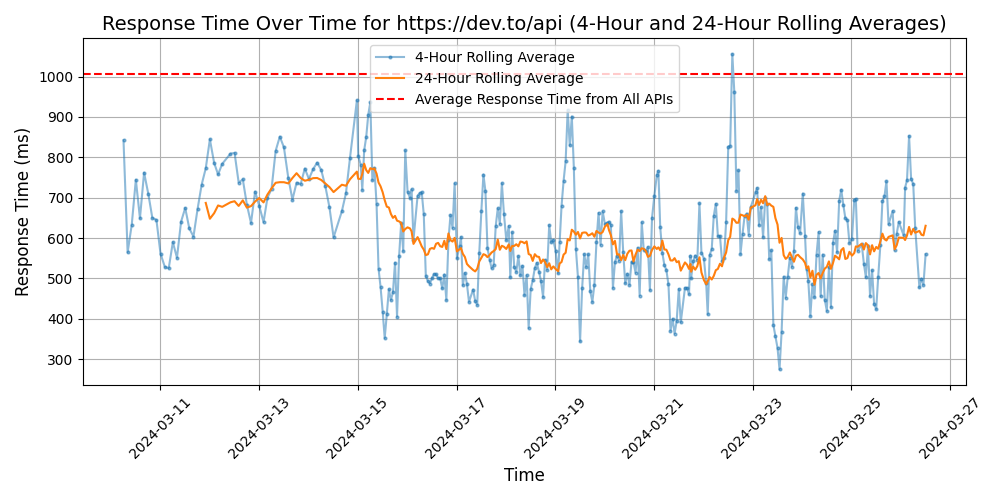 Response Time Over Time for https://dev.to/api (4-Hour and 24-Hour Rolling Averages)
4-Hour Rolling Average
24-Hour Rolling Average
Average Response Time from All APIs
Response Time (ms)
1000
900
800
700
600
500
400
300
2024-03-11
2024-03-13
2024-03-15
2024-03-17
2024-03-19
2024-03-21
2024-03-23
2024-03-25
2024-03-27
Time